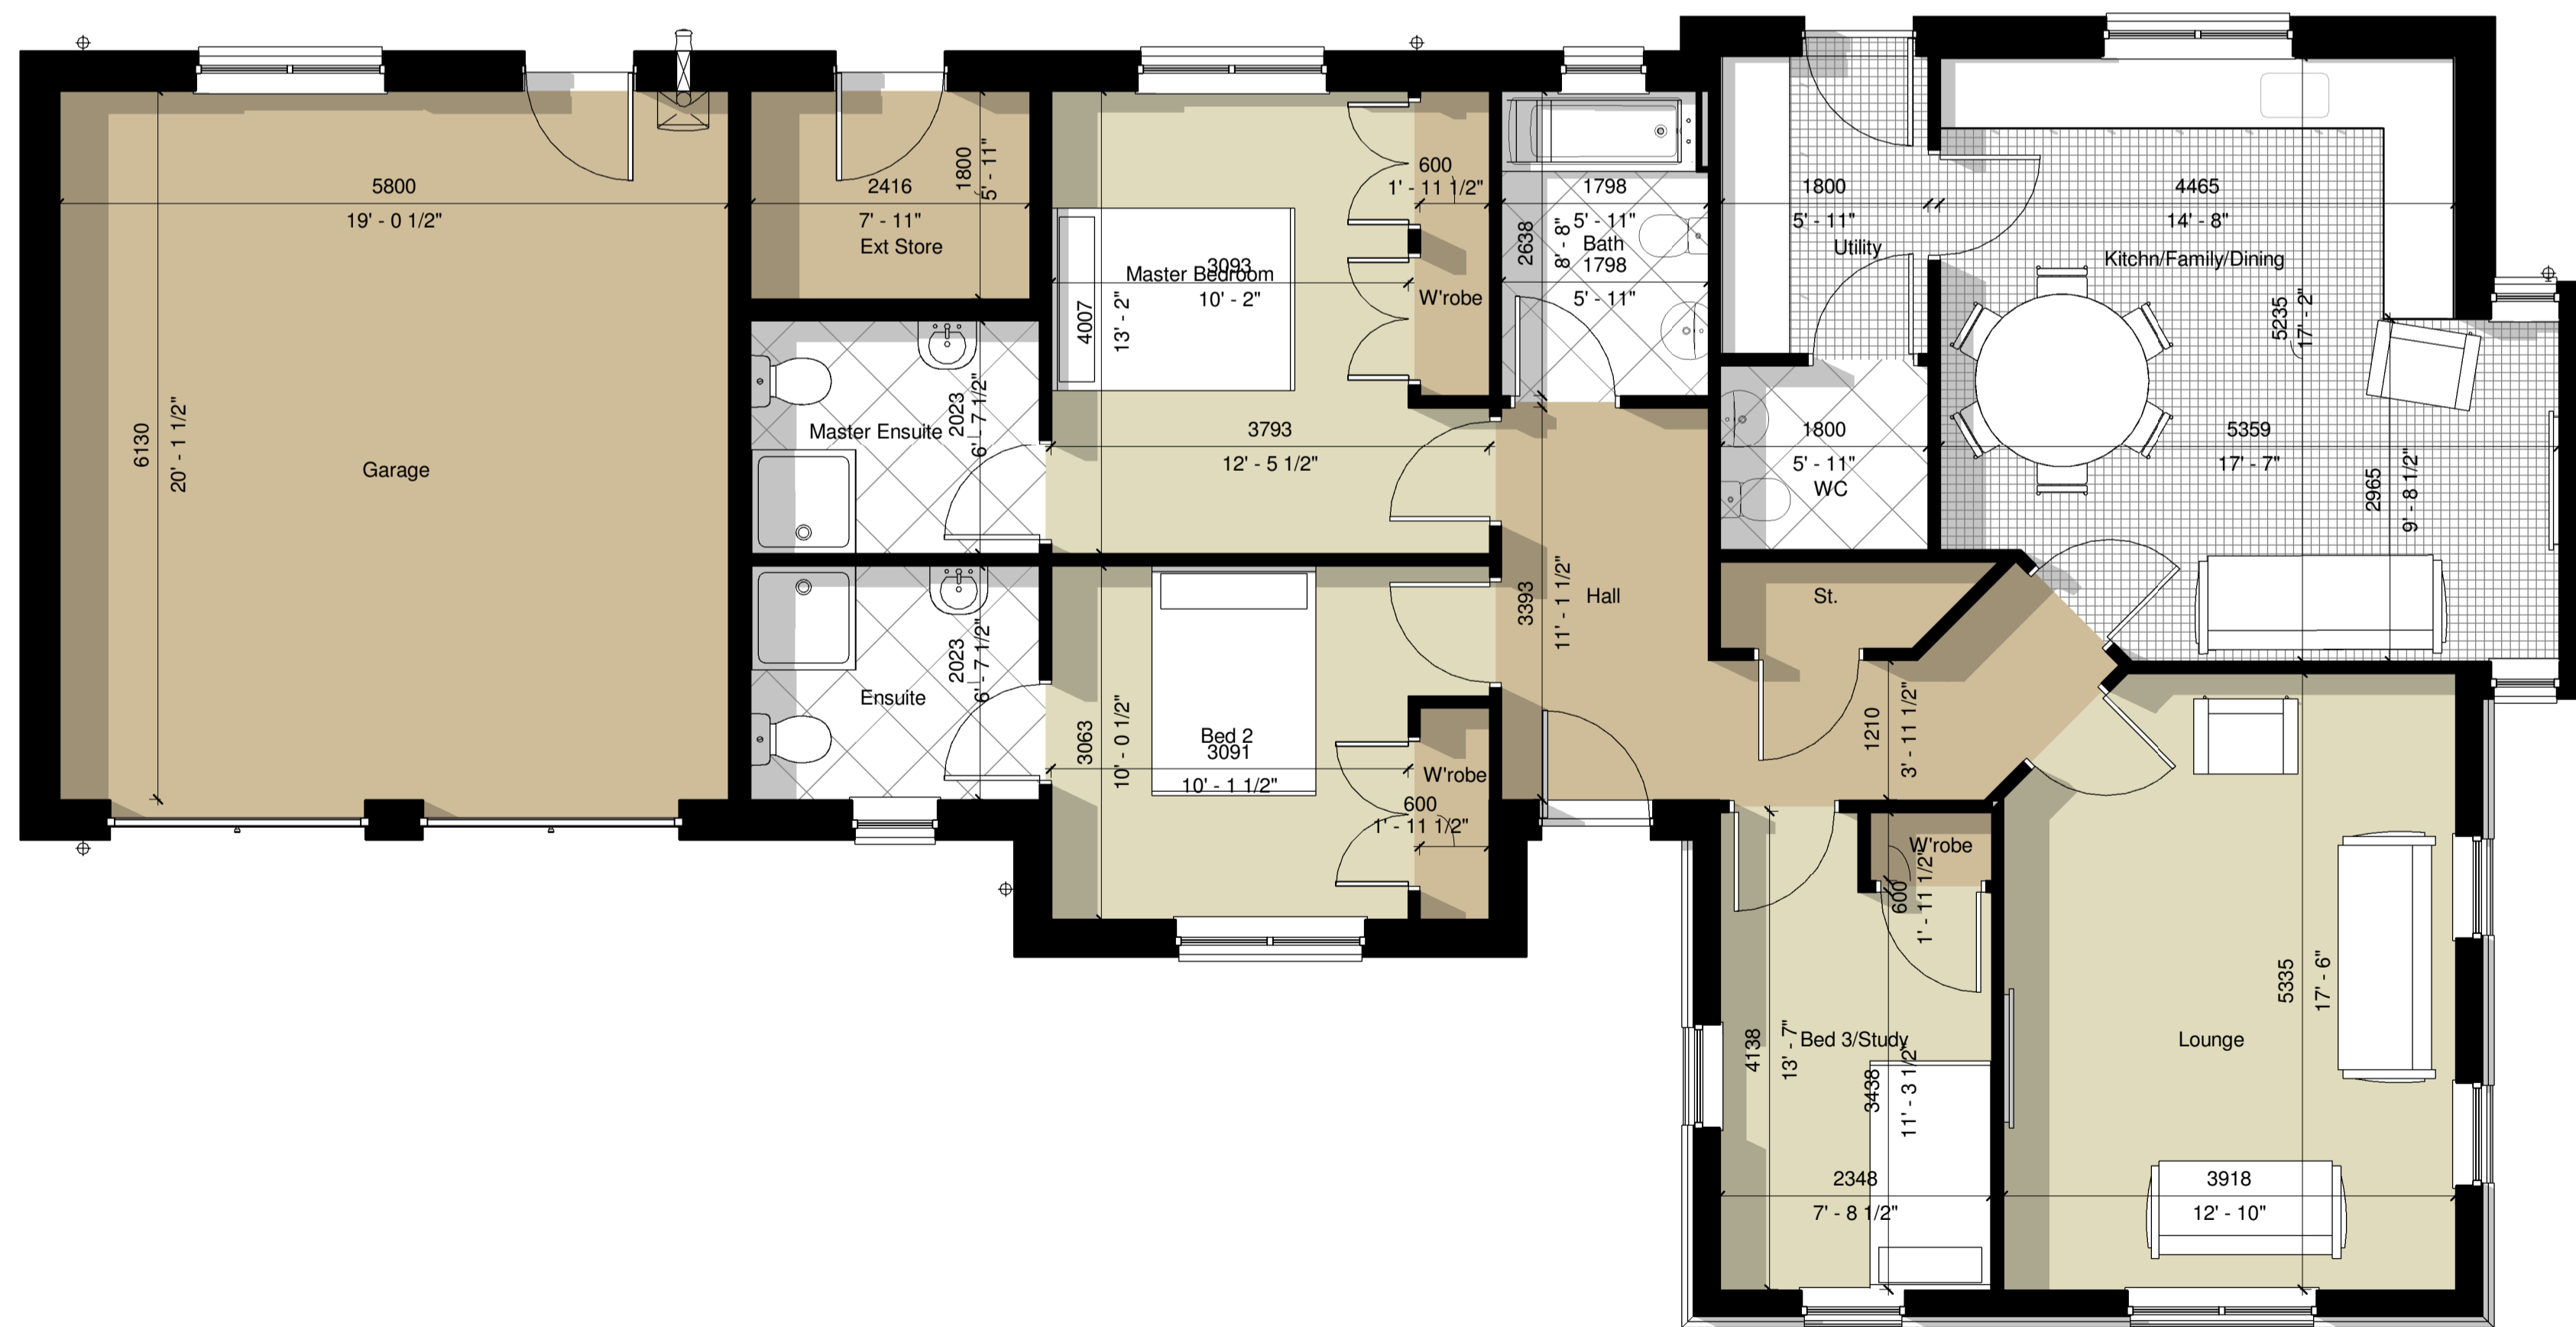 5800
19' - 0 1/2"
6130
20' - 1 1/2"
Garage
2416
7' - 11"
Ext Store
1800
5' - 11"
Master Ensuite
2023
6' - 7 1/2"
Ensuite
2023
6' - 7 1/2"
Master Bedroom
3093
10' - 2"
4007
13' - 2"
3793
12' - 5 1/2"
600
1' - 11 1/2"
W'robe
Bed 2
3091
10' - 1 1/2"
3063
10' - 0 1/2"
W'robe
600
1' - 11 1/2"
1798
5' - 11"
Bath
1798
5' - 11"
2638
8' - 8"
Hall
3393
11' - 1 1/2"
1800
5' - 11"
Utility
1800
5' - 11"
WC
St.
1210
3' - 11 1/2"
4465
14' - 8"
Kitchn/Family/Dining
5235
17' - 2"
5359
17' - 7"
2965
9' - 8 1/2"
W'robe
600
1' - 11 1/2"
Bed 3/Study
4138
13' - 7"
3438
11' - 3 1/2"
2348
7' - 8 1/2"
Lounge
5335
17' - 6"
3918
12' - 10"